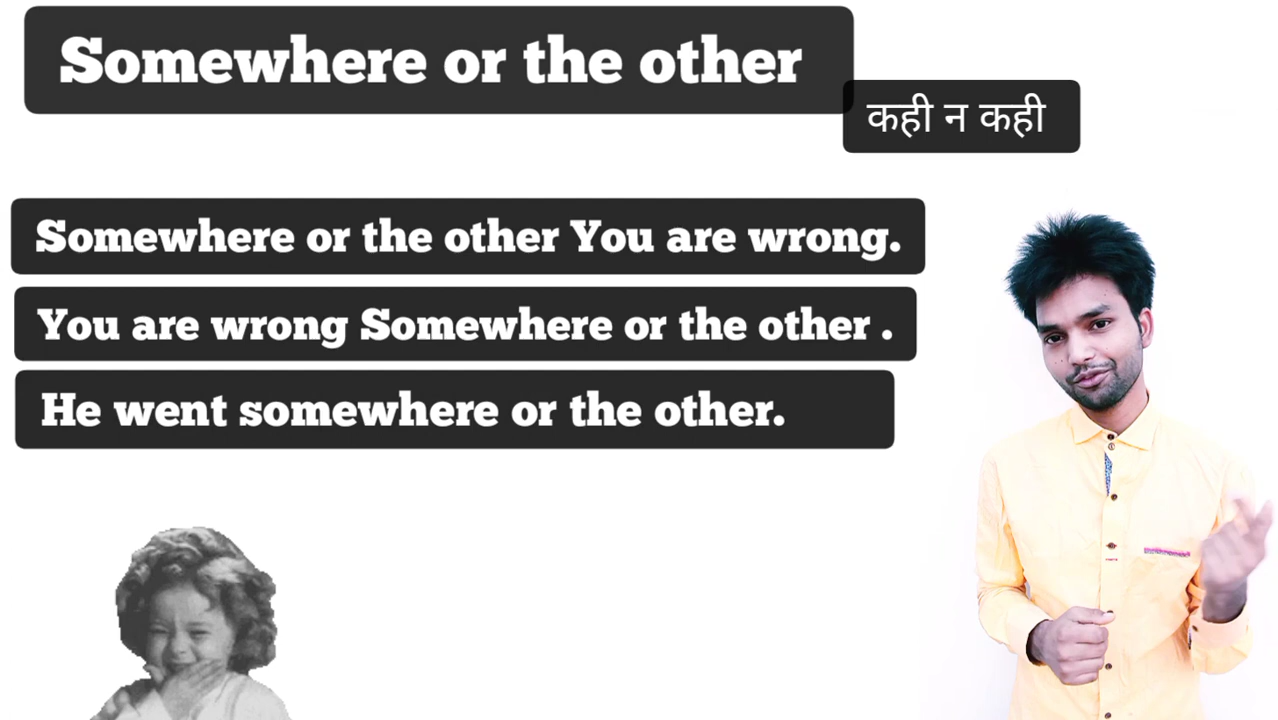 Somewhere or the other
कही न कही
Somewhere or the other You are wrong.
You are wrong Somewhere or the other .
He went somewhere or the other.